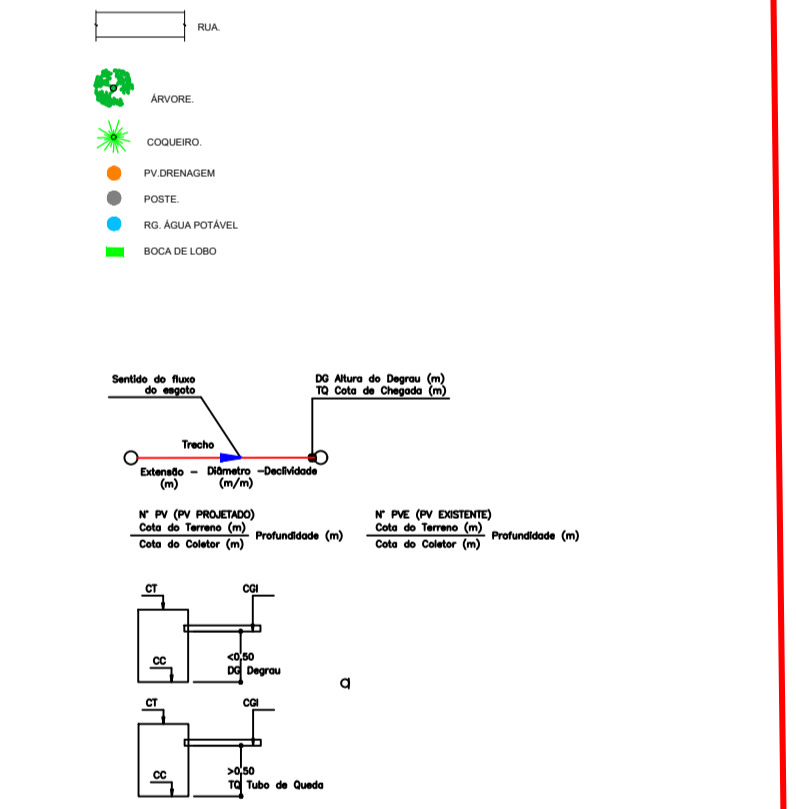 RUA.
ÁRVORE.
COQUEIRO.
PV.DRENAGEM
POSTE.
RG. ÁGUA POTÁVEL
BOCA DE LOBO
Sentido do fluxo
do esgoto
DG Altura do Degrau (m)
TQ Cota de Chegada (m)
Trecho
Extensão - Diâmetro -Declividade
(m) (m/m)
N° PV (PV PROJETADO)
Cota do Terreno (m)
Cota do Coletor (m)
Profundidade (m)
N° PVE (PV EXISTENTE)
Cota do Terreno (m)
Cota do Coletor (m)
Profundidade (m)
CT CGI
CC
<0,50
DG Degrau
a
CT CGI
CC
>0,50
TQ Tubo de Queda